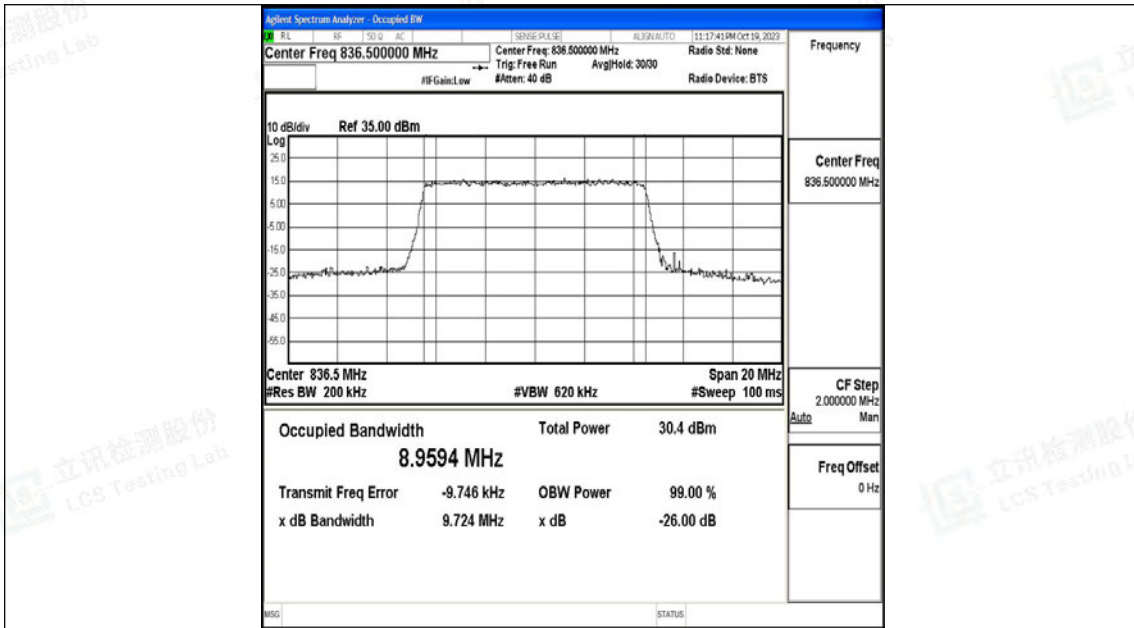 Agilent Spectrum Analyzer - Occupied BW
RL RF 50 Ω AC SENSE:PULSE ALIGN AUTO 11:17:41 PM Oct 19, 2023
Center Freq 836.500000 MHz
#IFGain:Low
Center Freq: 836.500000 MHz
Trig: Free Run Avg|Hold: 30/30
#Atten: 40 dB
Radio Std: None
Radio Device: BTS
10 dB/div Ref 35.00 dBm
Log
25.0
15.0
5.00
-5.00
-15.0
-25.0
-35.0
-45.0
-55.0
Center 836.5 MHz Span 20 MHz
#Res BW 200 kHz #VBW 620 kHz #Sweep 100 ms
Occupied Bandwidth Total Power 30.4 dBm
8.9594 MHz
Transmit Freq Error -9.746 kHz OBW Power 99.00 %
x dB Bandwidth 9.724 MHz x dB -26.00 dB
MSG STATUS
Frequency
Center Freq
836.500000 MHz
CF Step
2.000000 MHz
Auto Man
Freq Offset
0 Hz
立讯检测股份
LCS Testing Lab
立讯检测股份
LCS Testing Lab